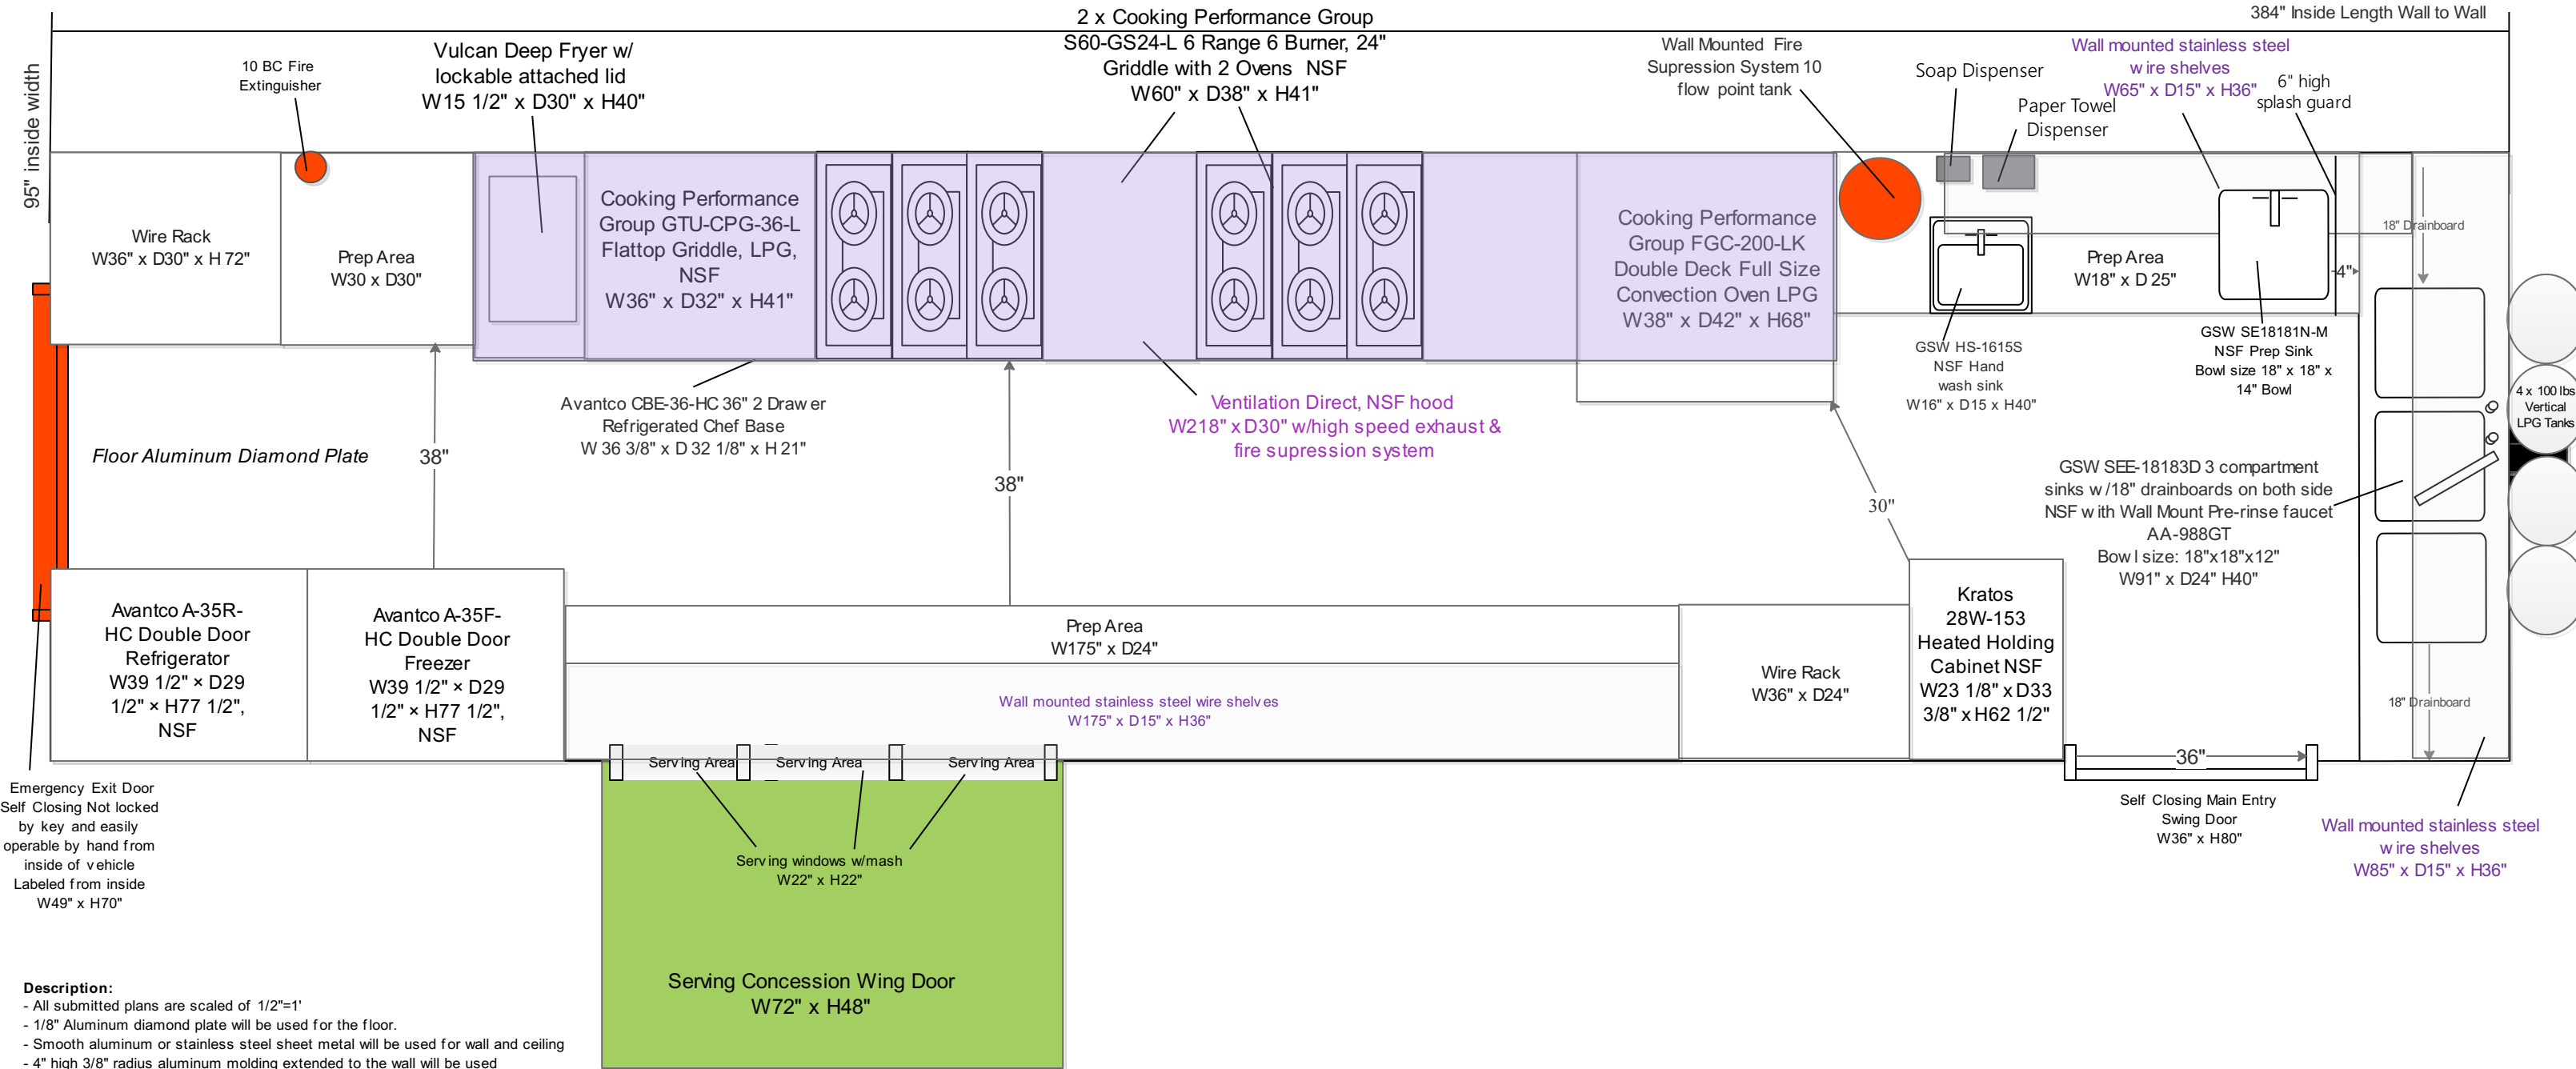 384" Inside Length Wall to Wall
95" inside width
10 BC Fire
Extinguisher
Vulcan Deep Fryer w/
lockable attached lid
W15 1/2" x D30" x H40"
2 x Cooking Performance Group
S60-GS24-L 6 Range 6 Burner, 24"
Griddle with 2 Ovens NSF
W60" x D38" x H41"
Wall Mounted Fire
Supression System 10
flow point tank
Soap Dispenser
Paper Towel
Dispenser
Wall mounted stainless steel
wire shelves
W65" x D15" x H36"
6" high
splash guard
Wire Rack
W36" x D30" x H 72"
Prep Area
W30 x D30"
Cooking Performance
Group GTU-CPG-36-L
Flattop Griddle, LPG,
NSF
W36" x D32" x H41"
Cooking Performance
Group FGC-200-LK
Double Deck Full Size
Convection Oven LPG
W38" x D42" x H68"
Prep Area
W18" x D 25"
4"
18" Drainboard
GSW HS-1615S
NSF Hand
wash sink
W16" x D15 x H40"
GSW SE18181N-M
NSF Prep Sink
Bowl size 18" x 18" x
14" Bowl
4 x 100 lbs
Vertical
LPG Tanks
Avantco CBE-36-HC 36" 2 Drawer
Refrigerated Chef Base
W 36 3/8" x D 32 1/8" x H 21"
Ventilation Direct, NSF hood
W218" x D30" w/high speed exhaust &
fire supression system
Floor Aluminum Diamond Plate
38"
38"
30"
GSW SEE-18183D 3 compartment
sinks w/18" drainboards on both side
NSF with Wall Mount Pre-rinse faucet
AA-988GT
Bowl size: 18"x18"x12"
W91" x D24" H40"
Avantco A-35R-
HC Double Door
Refrigerator
W39 1/2" × D29
1/2" × H77 1/2",
NSF
Avantco A-35F-
HC Double Door
Freezer
W39 1/2" × D29
1/2" × H77 1/2",
NSF
Prep Area
W175" x D24"
Wall mounted stainless steel wire shelves
W175" x D15" x H36"
Wire Rack
W36" x D24"
Kratos
28W-153
Heated Holding
Cabinet NSF
W23 1/8" x D33
3/8" x H62 1/2"
18" Drainboard
Serving Area
Serving Area
Serving Area
36"
Emergency Exit Door
Self Closing Not locked
by key and easily
operable by hand from
inside of vehicle
Labeled from inside
W49" x H70"
Serving windows w/mash
W22" x H22"
Self Closing Main Entry
Swing Door
W36" x H80"
Wall mounted stainless steel
wire shelves
W85" x D15" x H36"
Serving Concession Wing Door
W72" x H48"
Description:
- All submitted plans are scaled of 1/2"=1'
- 1/8" Aluminum diamond plate will be used for the floor.
- Smooth aluminum or stainless steel sheet metal will be used for wall and ceiling
- 4" high 3/8" radius aluminum molding extended to the wall will be used